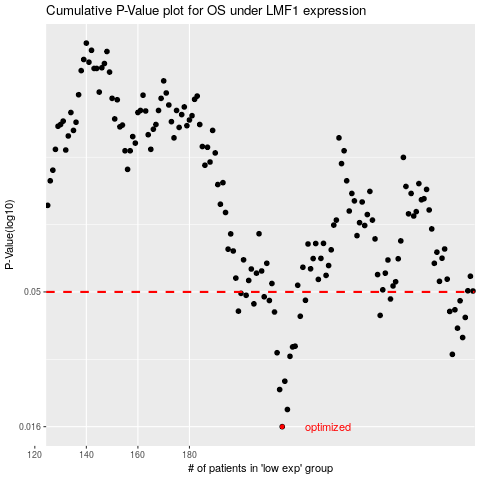 Cumulative P-Value plot for OS under LMF1 expression
P-Value(log10)
0.05
0.016
optimized
120 140 160 180
# of patients in 'low exp' group